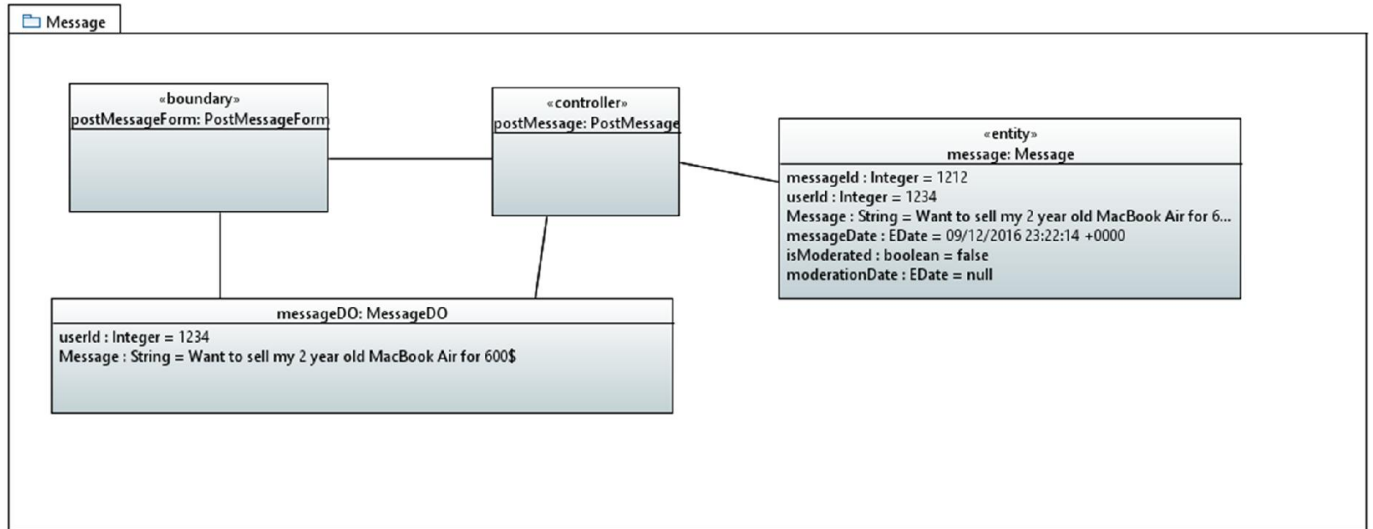 Message
«boundary»
postMessageForm: PostMessageForm
«controller»
postMessage: PostMessage
«entity»
message: Message
messageId : Integer = 1212
userId : Integer = 1234
Message : String = Want to sell my 2 year old MacBook Air for 6...
messageDate : EDate = 09/12/2016 23:22:14 +0000
isModerated : boolean = false
moderationDate : EDate = null
messageDO: MessageDO
userId : Integer = 1234
Message : String = Want to sell my 2 year old MacBook Air for 600$